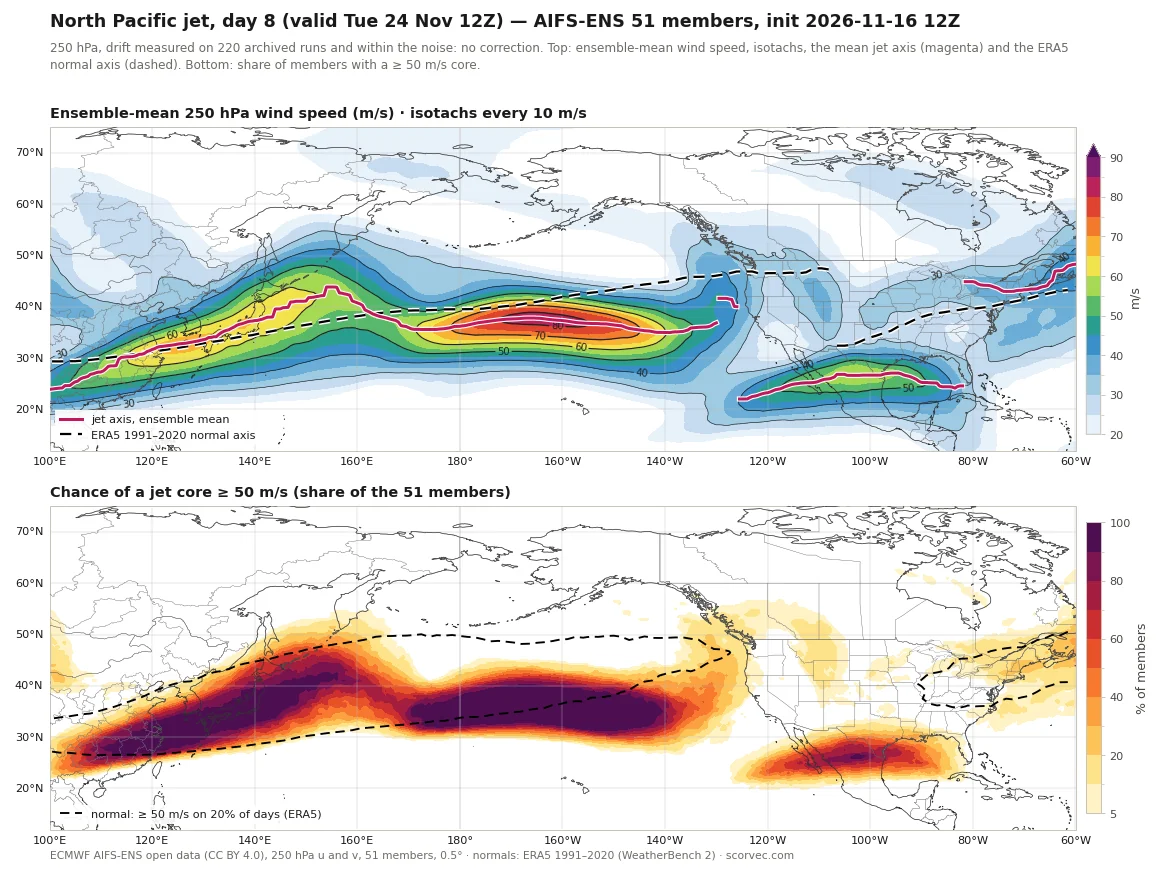 North Pacific jet, day 8 (valid Tue 24 Nov 12Z) — AIFS-ENS 51 members, init 2026-11-16 12Z
250 hPa, drift measured on 220 archived runs and within the noise: no correction. Top: ensemble-mean wind speed, isotachs, the mean jet axis (magenta) and the ERA5
normal axis (dashed). Bottom: share of members with a ≥ 50 m/s core.
Ensemble-mean 250 hPa wind speed (m/s) · isotachs every 10 m/s
70°N
60°N
50°N
40°N
30°N
20°N
30
60
30
80
70
60
50
40
40
50
30
40
jet axis, ensemble mean
ERA5 1991–2020 normal axis
100°E 120°E 140°E 160°E 180° 160°W 140°W 120°W 100°W 80°W 60°W
90
80
70
60
50
40
30
20
m/s
Chance of a jet core ≥ 50 m/s (share of the 51 members)
70°N
60°N
50°N
40°N
30°N
20°N
normal: ≥ 50 m/s on 20% of days (ERA5)
100°E 120°E 140°E 160°E 180° 160°W 140°W 120°W 100°W 80°W 60°W
100
80
60
40
20
5
% of members
ECMWF AIFS-ENS open data (CC BY 4.0), 250 hPa u and v, 51 members, 0.5° · normals: ERA5 1991–2020 (WeatherBench 2) · scorvec.com